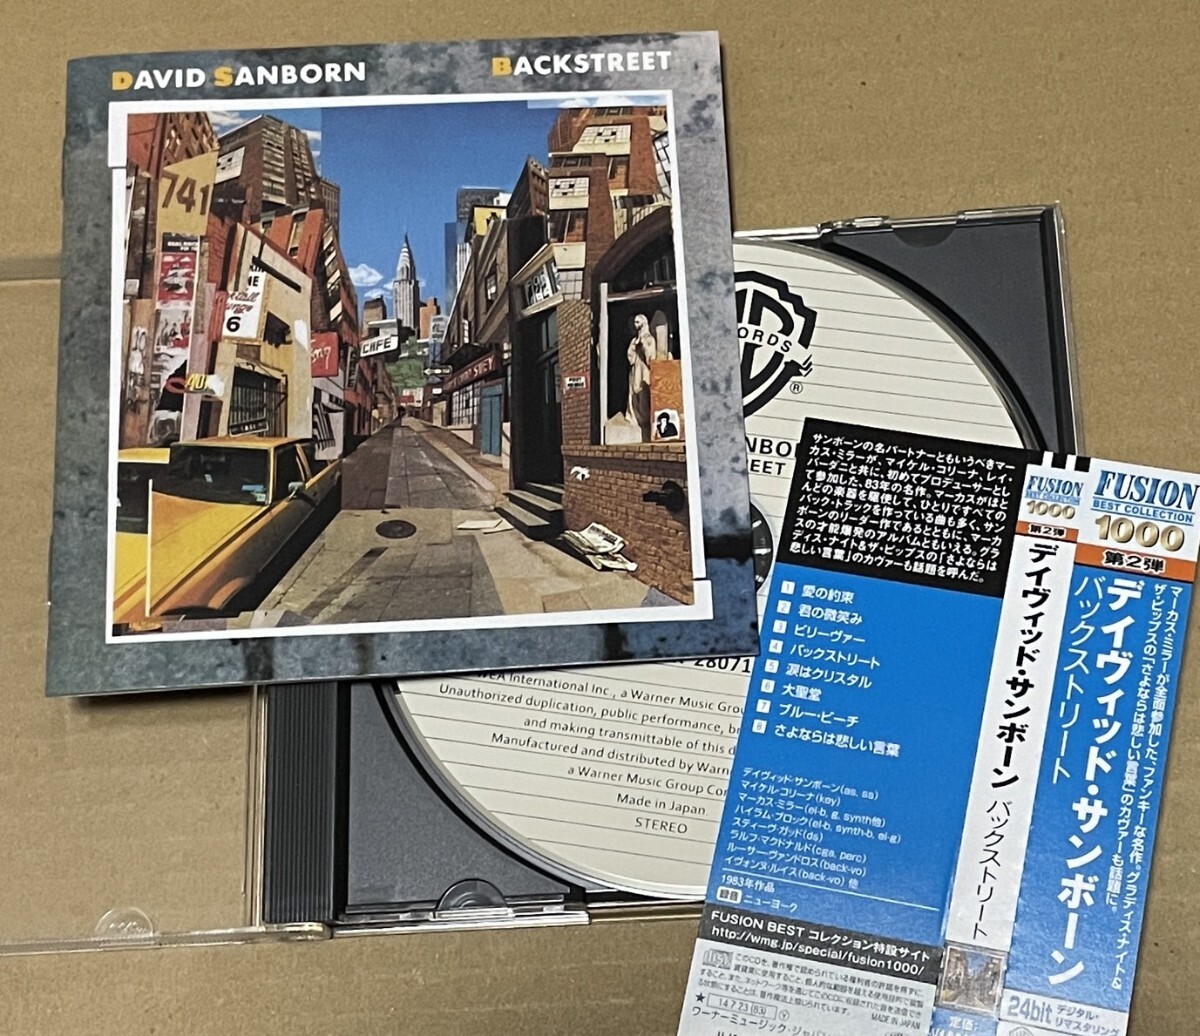 DAVID SANBORN
BACKSTREET
741
6
CAFE
RECORDS
®
28071
WEA International Inc., a Warner Music Grou
Unauthorized duplication, public performance, br
and making transmittable of this d
Manufactured and distributed by Warn
a Warner Music Group Con
Made in Japan.
STEREO
サンボーンの名パートナーともいうべきマー
カス・ミラーが、マイケル・コリーナ、レイ・
バーダニと共に、初めてプロデューサーとし
て参加した、83年の名作。マーカスがほと
んどの楽器を駆使して、ひとりですべての
バック・トラックを作っている曲も多く、サン
ボーンのリーダー作であるとともに、マーカ
スの才能爆発のアルバムともいえる。グラ
ディス・ナイト&ザ・ピップスの「さよならは
悲しい言葉」のカヴァーも話題を呼んだ。
1 愛の約束
2 君の微笑み
3 ビリーヴァー
4 バックストリート
5 涙はクリスタル
6 大聖堂
7 ブルー・ビーチ
8 さよならは悲しい言葉
デイヴィッド・サンボーン(as, ss)
マイケル・コリーナ(key)
マーカス・ミラー(el-b, g, synth他)
ハイラム・ブロック(el-b, synth-b, el-g)
スティーヴ・ガッド(ds)
ラルフ・マクドナルド(cga, perc)
ルーサー・ヴァンドロス(back-vo)
イヴォンヌ・ルイス(back-vo) 他
1983年作品
録音 ニューヨーク
FUSION BEST コレクション特設サイト
http://wmg.jp/special/fusion1000/
★ 14.7.23 (83) Y
MADE IN JAPAN
FUSION
BEST COLLECTION
1000
第2弾
デイヴィッド・サンボーン
バックストリート
FUSION
BEST COLLECTION
1000
第2弾
マーカス・ミラーが全面参加した、ファンキーな名作。グラディス・ナイト&
ザ・ピップスの「さよならは悲しい言葉」のカヴァーも話題に。
デイヴィッド・サンボーン
バックストリート
24bit デジタル・
リマスタリング
定価: